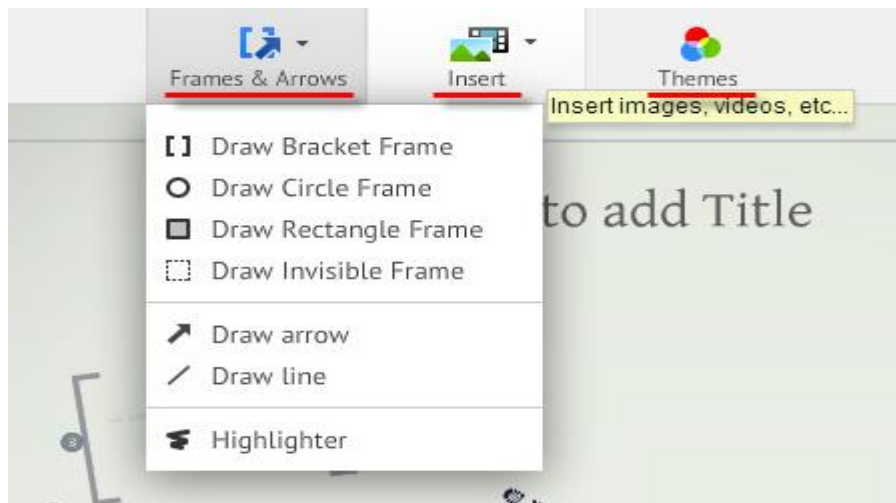 Frames & Arrows
Insert
Themes
Insert images, videos, etc...
Draw Bracket Frame
Draw Circle Frame
Draw Rectangle Frame
Draw Invisible Frame
to add Title
Draw arrow
Draw line
Highlighter
3